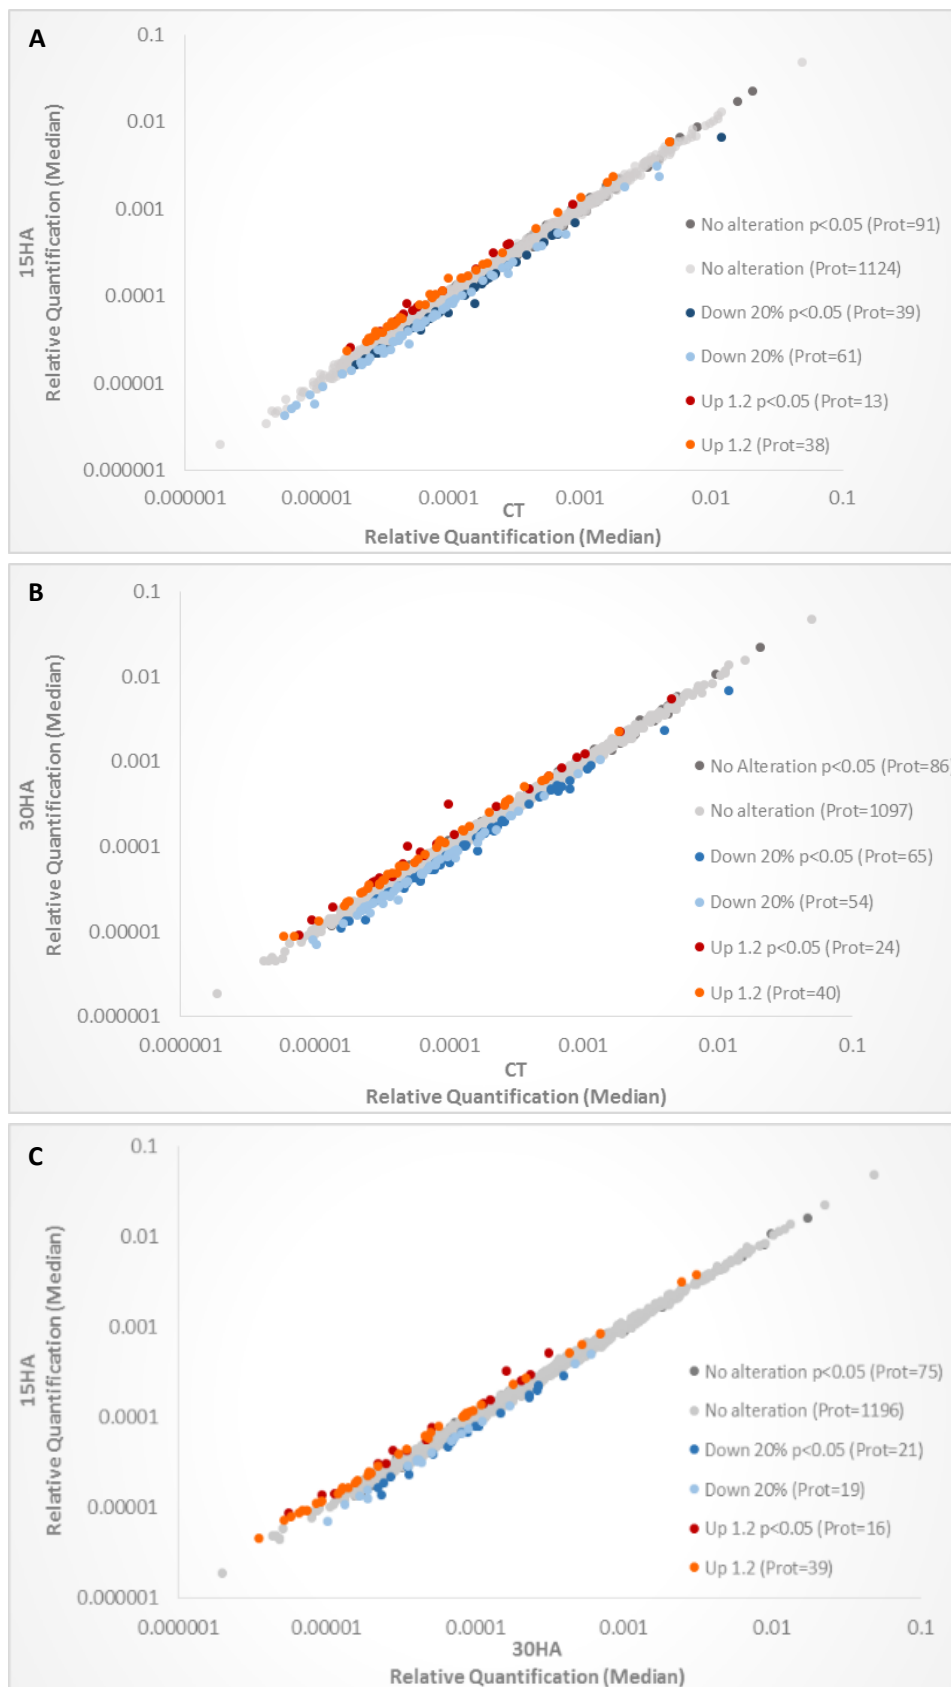 A
0.1
0.01
0.001
0.0001
0.00001
0.000001
15HA
Relative Quantification (Median)
No alteration p<0.05 (Prot=91)
No alteration (Prot=1124)
Down 20% p<0.05 (Prot=39)
Down 20% (Prot=61)
Up 1.2 p<0.05 (Prot=13)
Up 1.2 (Prot=38)
0.000001 0.00001 0.0001 0.001 0.01 0.1
CT
Relative Quantification (Median)
B
0.1
0.01
0.001
0.0001
0.00001
0.000001
30HA
Relative Quantification (Median)
No Alteration p<0.05 (Prot=86)
No alteration (Prot=1097)
Down 20% p<0.05 (Prot=65)
Down 20% (Prot=54)
Up 1.2 p<0.05 (Prot=24)
Up 1.2 (Prot=40)
0.000001 0.00001 0.0001 0.001 0.01 0.1
CT
Relative Quantification (Median)
C
0.1
0.01
0.001
0.0001
0.00001
0.000001
15HA
Relative Quantification (Median)
No alteration p<0.05 (Prot=75)
No alteration (Prot=1196)
Down 20% p<0.05 (Prot=21)
Down 20% (Prot=19)
Up 1.2 p<0.05 (Prot=16)
Up 1.2 (Prot=39)
0.000001 0.00001 0.0001 0.001 0.01 0.1
30HA
Relative Quantification (Median)